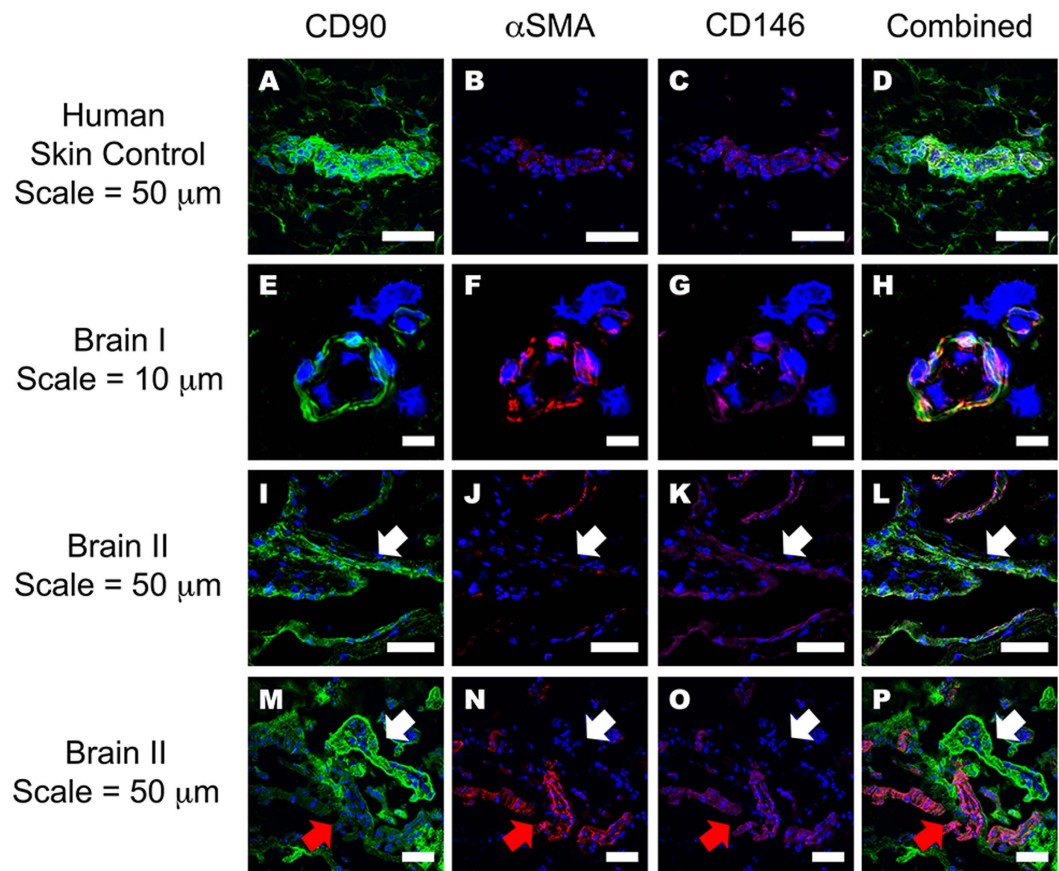 CD90 αSMA CD146 Combined
Human
Skin Control
Scale = 50 μm
A B C D
Brain I
Scale = 10 μm
E F G H
Brain II
Scale = 50 μm
I J K L
Brain II
Scale = 50 μm
M N O P